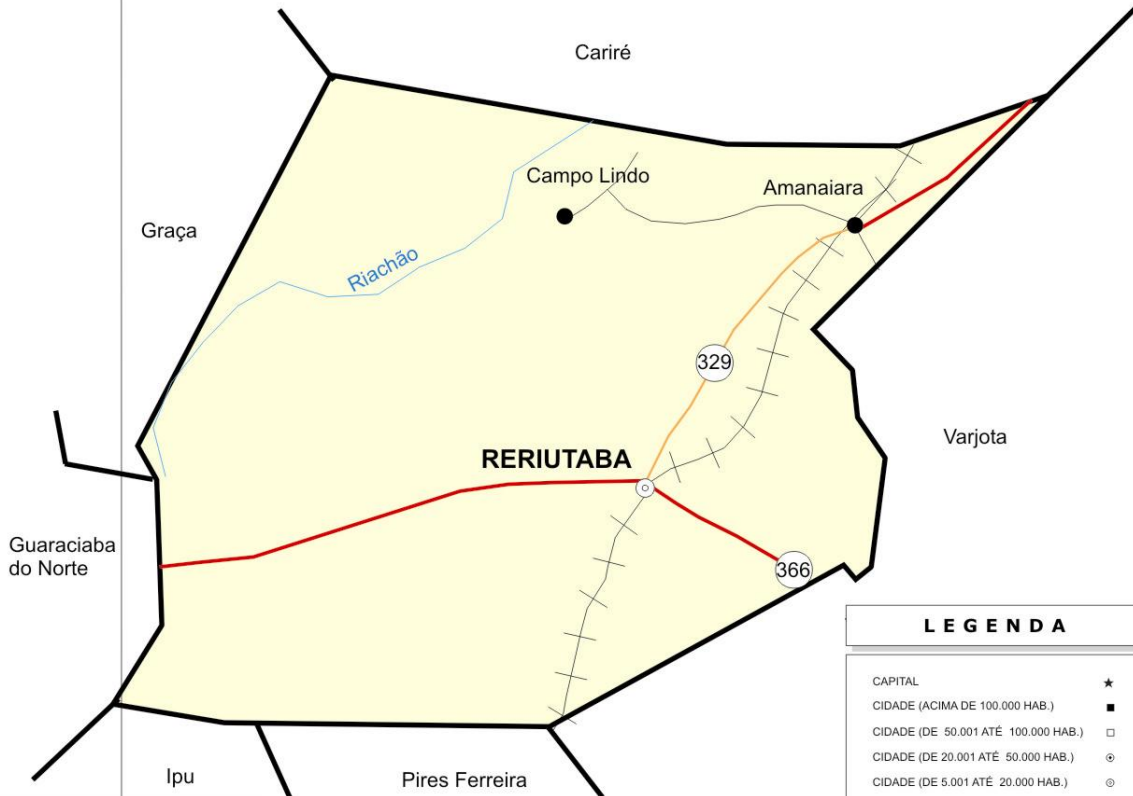 Cariré
Campo Lindo
Amanaiara
Graça
Riachão
329
Varjota
RERIUTABA
Guaraciaba
do Norte
366
LEGENDA
CAPITAL
CIDADE (ACIMA DE 100.000 HAB.)
CIDADE (DE 50.001 ATÉ 100.000 HAB.)
CIDADE (DE 20.001 ATÉ 50.000 HAB.)
CIDADE (DE 5.001 ATÉ 20.000 HAB.)
Ipu
Pires Ferreira